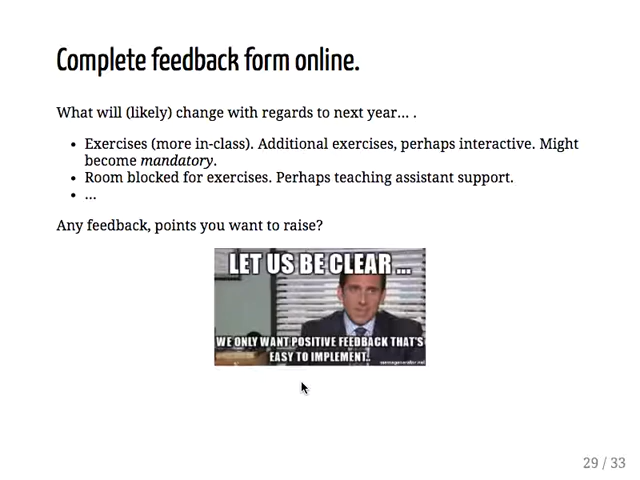 Complete feedback form online.
What will (likely) change with regards to next year... .
• Exercises (more in-class). Additional exercises, perhaps interactive. Might
become mandatory.
• Room blocked for exercises. Perhaps teaching assistant support.
• ...
Any feedback, points you want to raise?
LET US BE CLEAR ...
WE ONLY WANT POSITIVE FEEDBACK THAT'S
EASY TO IMPLEMENT..
29 / 33